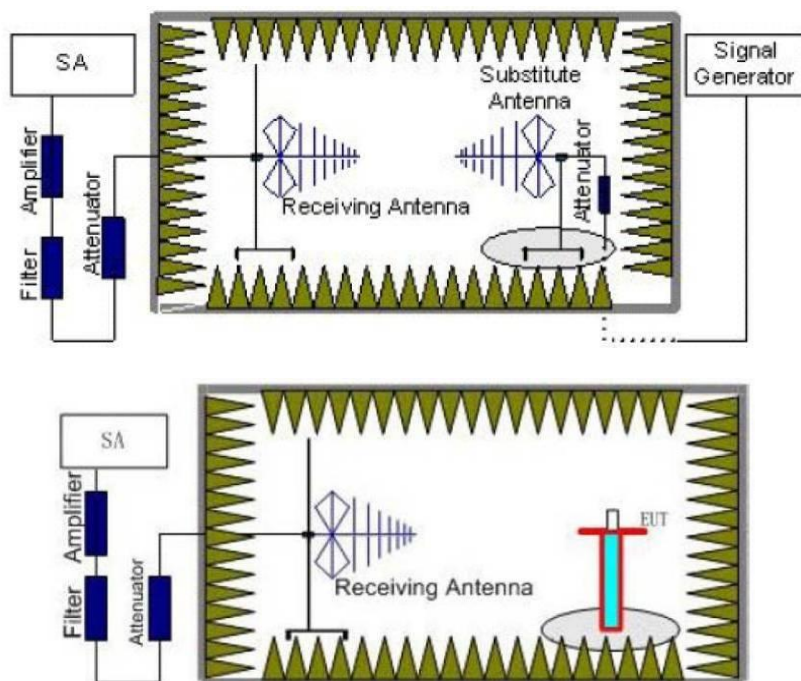 SA
Signal
Generator
Substitute
Antenna
Amplifier
Filter
Attenuator
Attenuator
Receiving Antenna
SA
Amplifier
Filter
Attenuator
EUT
Receiving Antenna